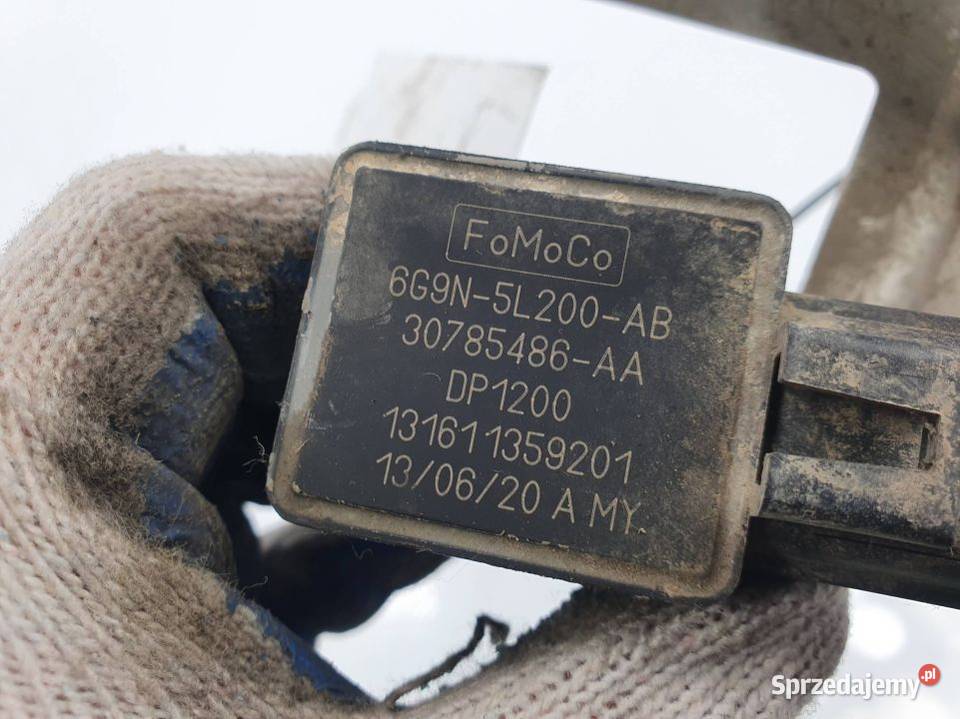 FoMoCo
6G9N-5L200-AB
30785486-AA
DP1200
131611359201
13/06/20 A MY
Sprzedajemy.pl